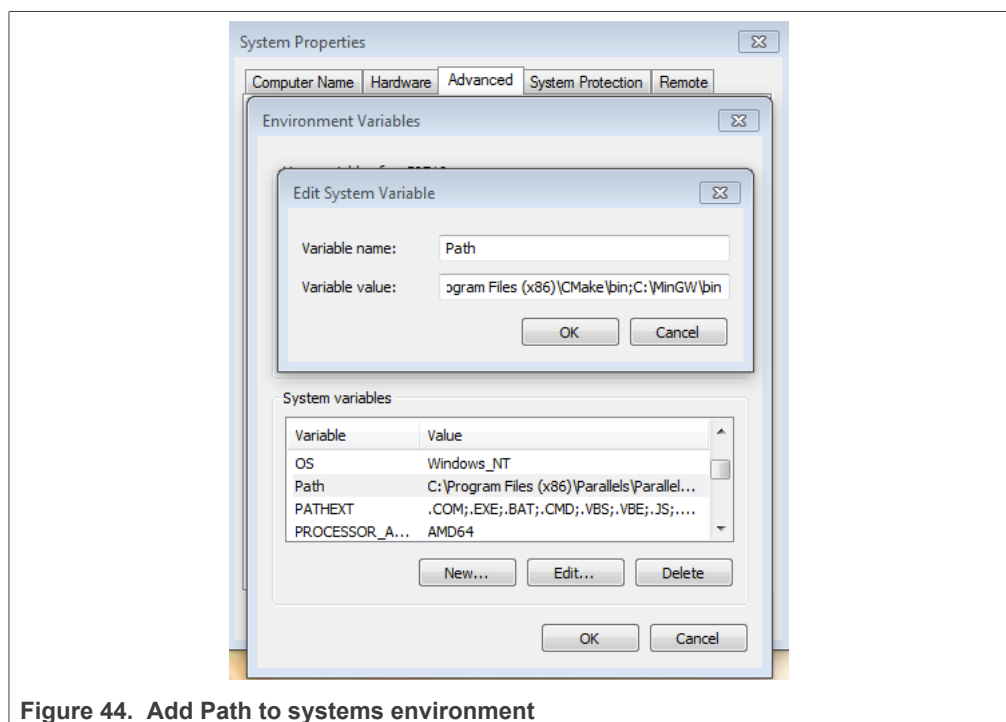 System Properties
Computer Name Hardware Advanced System Protection Remote
Environment Variables
Edit System Variable
Variable name: Path
Variable value: ogram Files (x86)\CMake\bin;C:\MinGW\bin
OK Cancel
System variables
Variable Value
OS Windows_NT
Path C:\Program Files (x86)\Parallels\Parallel...
PATHEXT .COM;.EXE;.BAT;.CMD;.VBS;.VBE;.JS;....
PROCESSOR_A... AMD64
New... Edit... Delete
OK Cancel
Figure 44. Add Path to systems environment